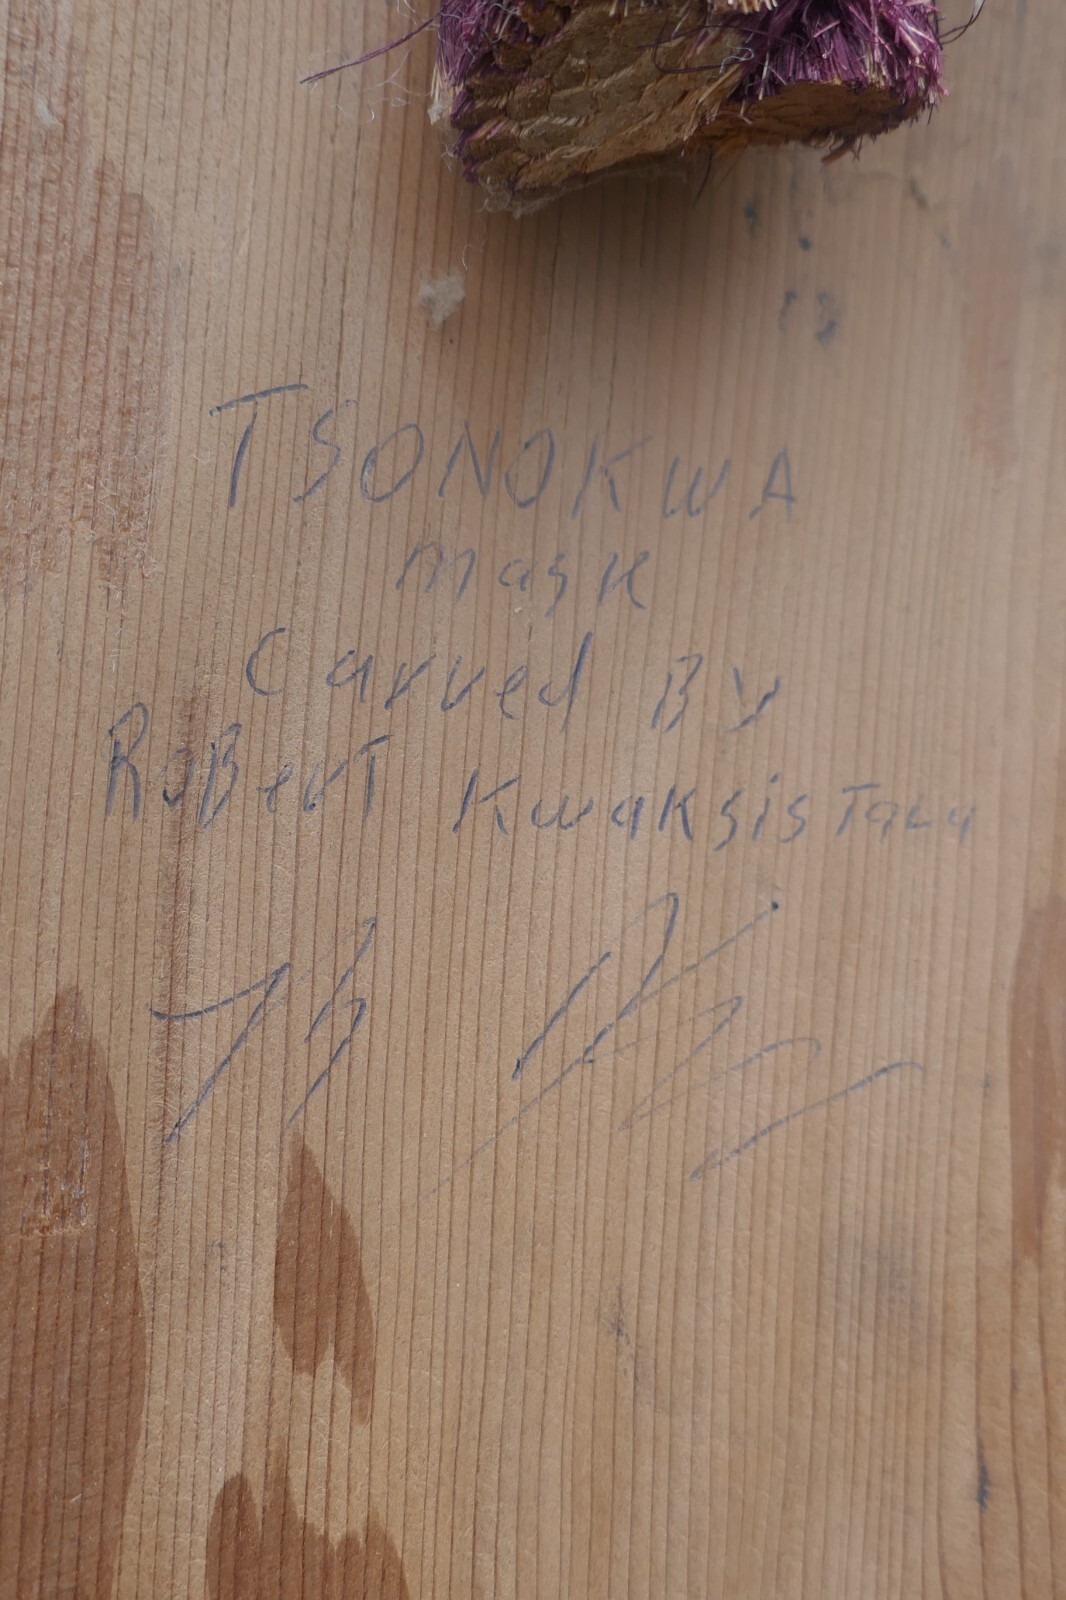 TSONOKWA
mask
Carved By
RoBerT KwaksisTala